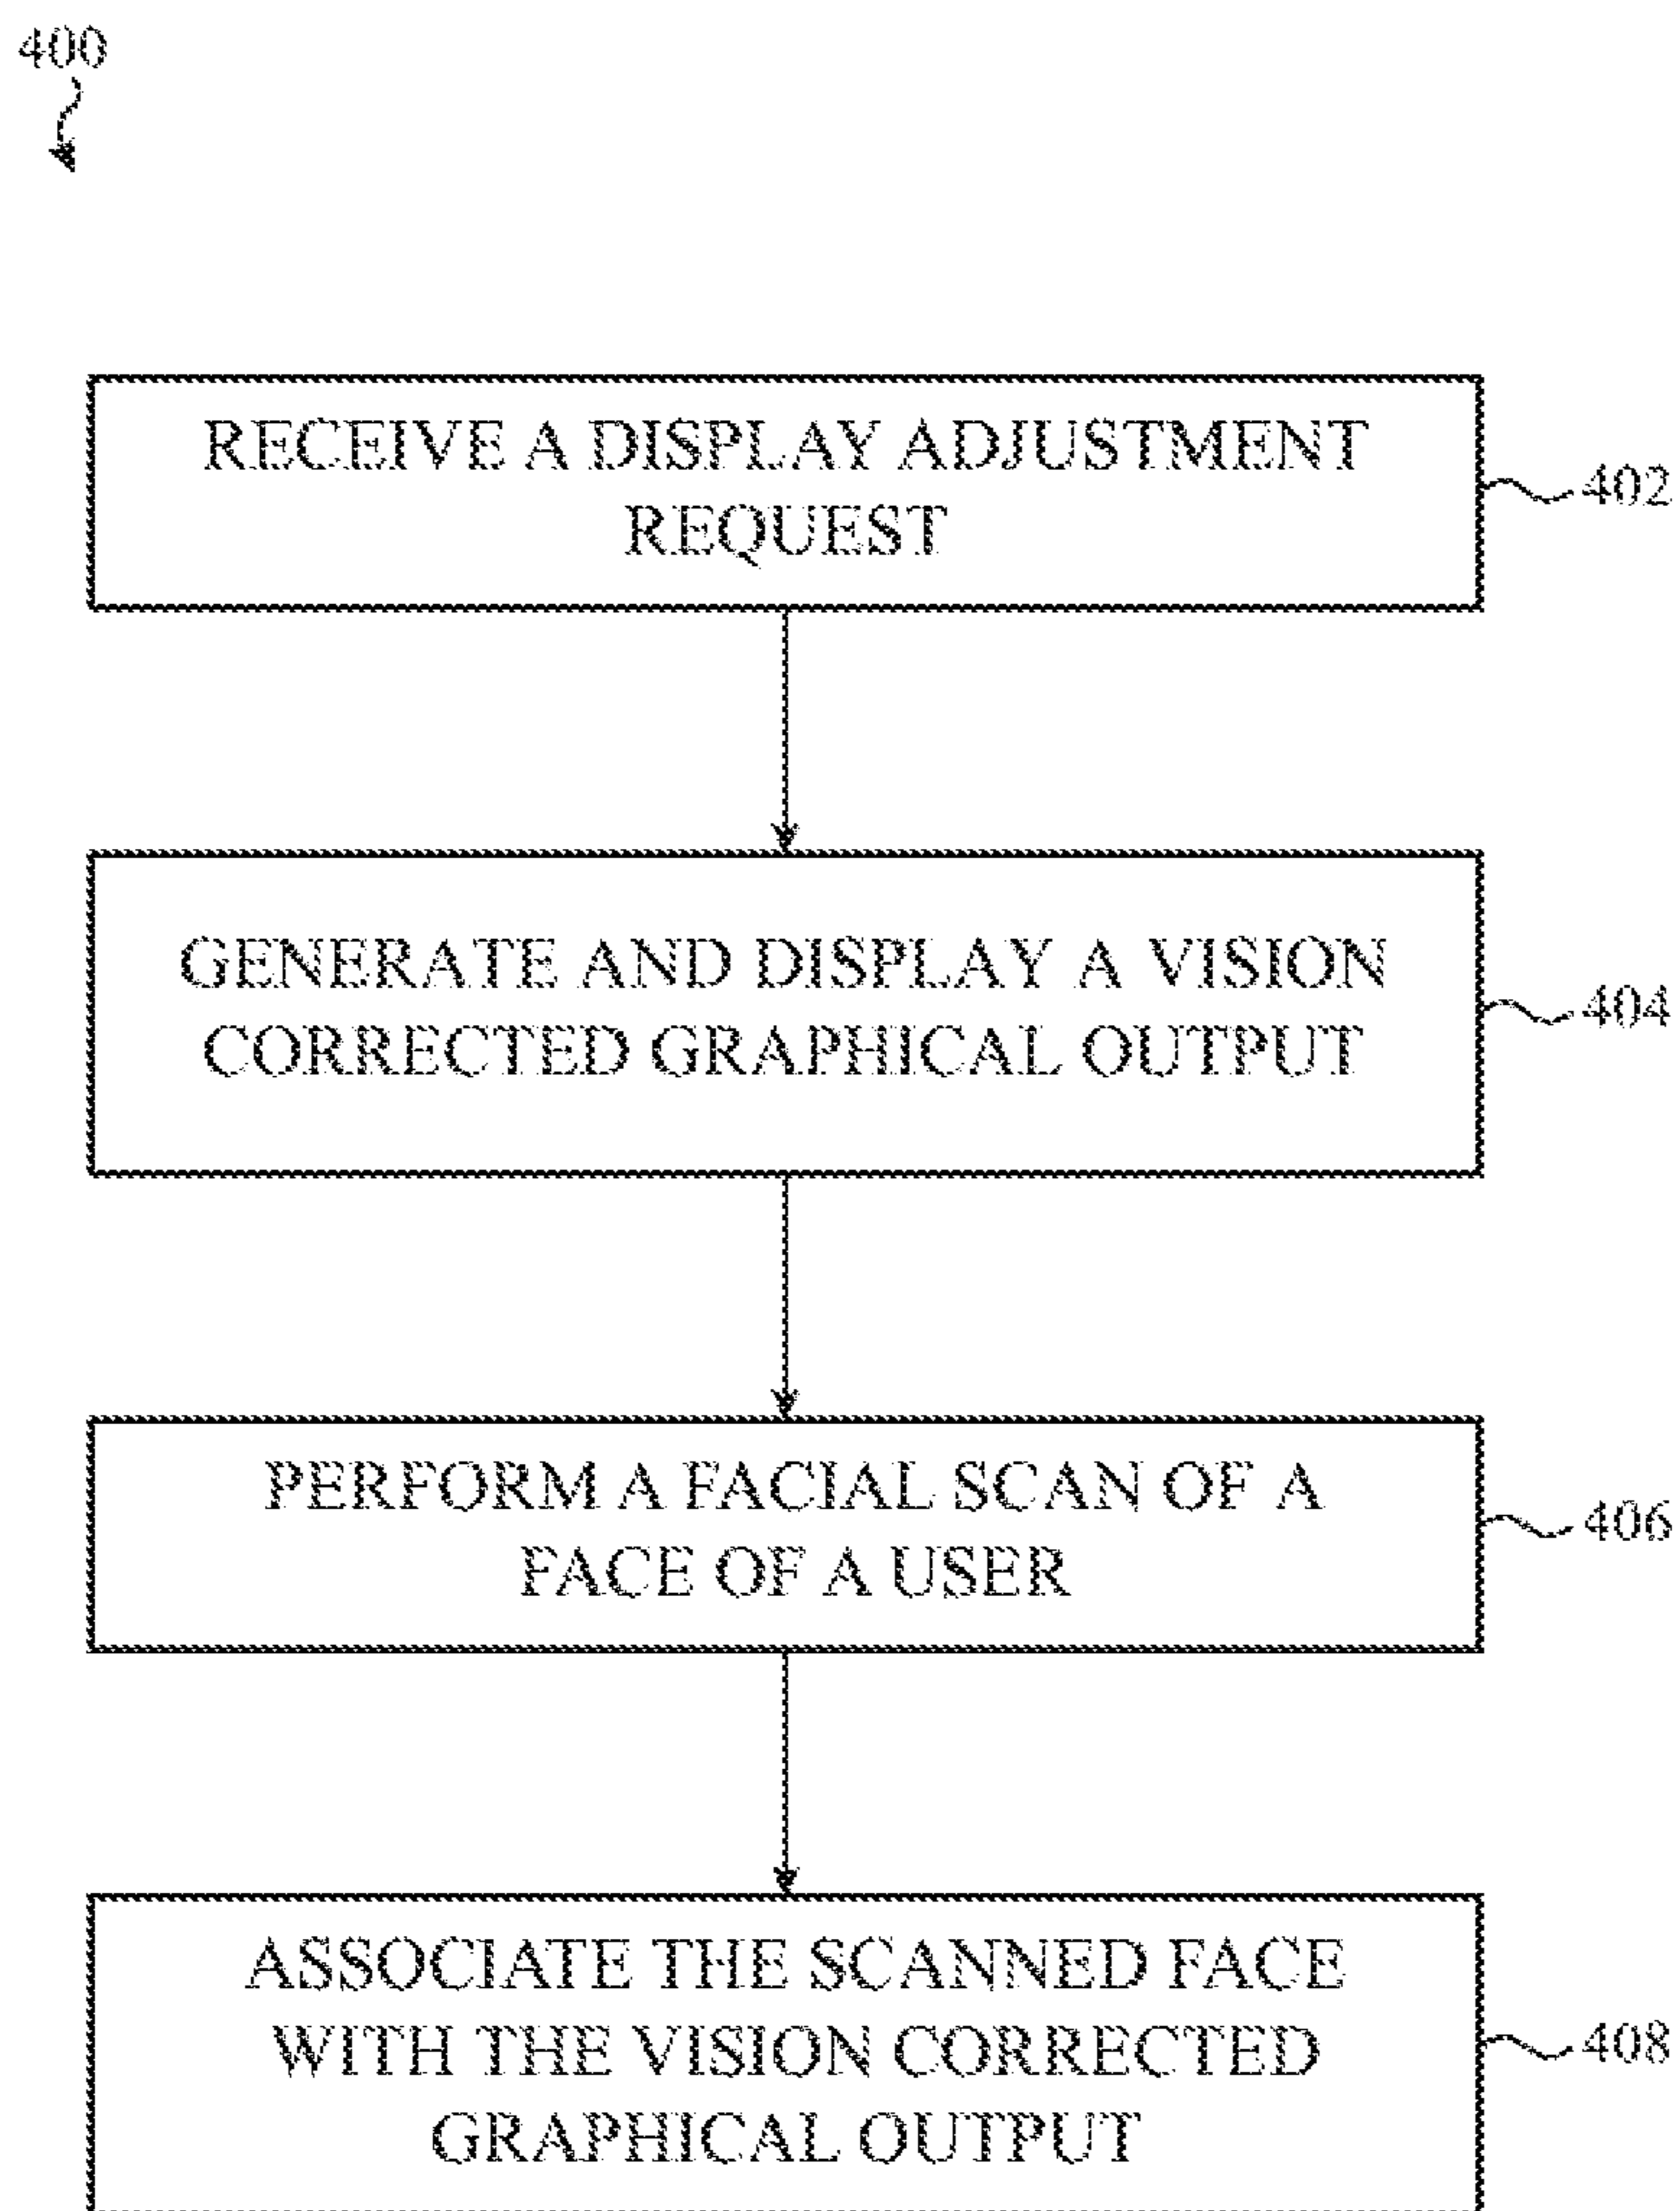 400
RECEIVE A DISPLAY ADJUSTMENT
REQUEST
402
GENERATE AND DISPLAY A VISION
CORRECTED GRAPHICAL OUTPUT
404
PERFORM A FACIAL SCAN OF A
FACE OF A USER
406
ASSOCIATE THE SCANNED FACE
WITH THE VISION CORRECTED
GRAPHICAL OUTPUT
408